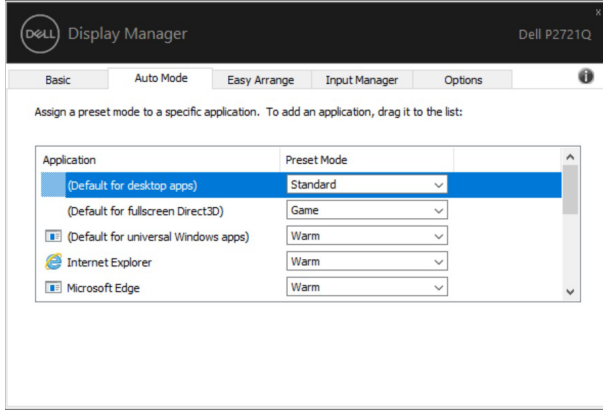 DELL Display Manager
Dell P2721Q
x
Basic Auto Mode Easy Arrange Input Manager Options
Assign a preset mode to a specific application. To add an application, drag it to the list:
Application Preset Mode
(Default for desktop apps) Standard
(Default for fullscreen Direct3D) Game
(Default for universal Windows apps) Warm
Internet Explorer Warm
Microsoft Edge Warm